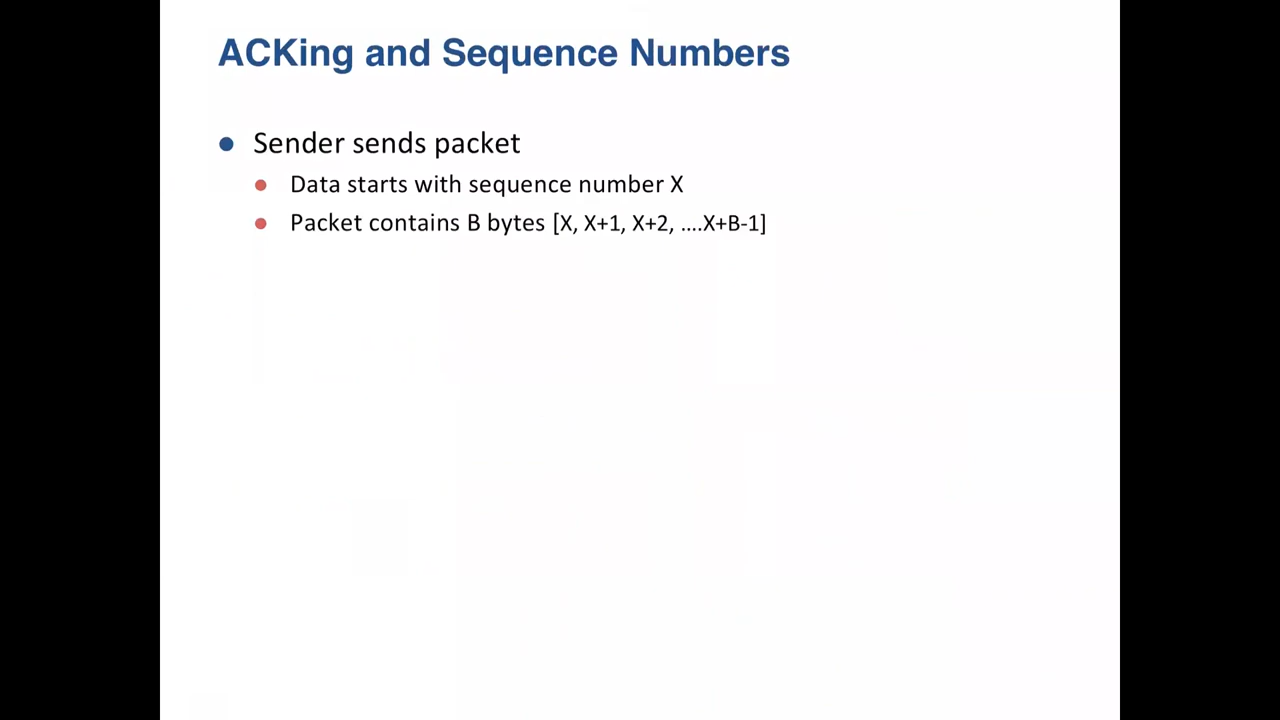 ACKing and Sequence Numbers
Sender sends packet
Data starts with sequence number X
Packet contains B bytes [X, X+1, X+2, ....X+B-1]